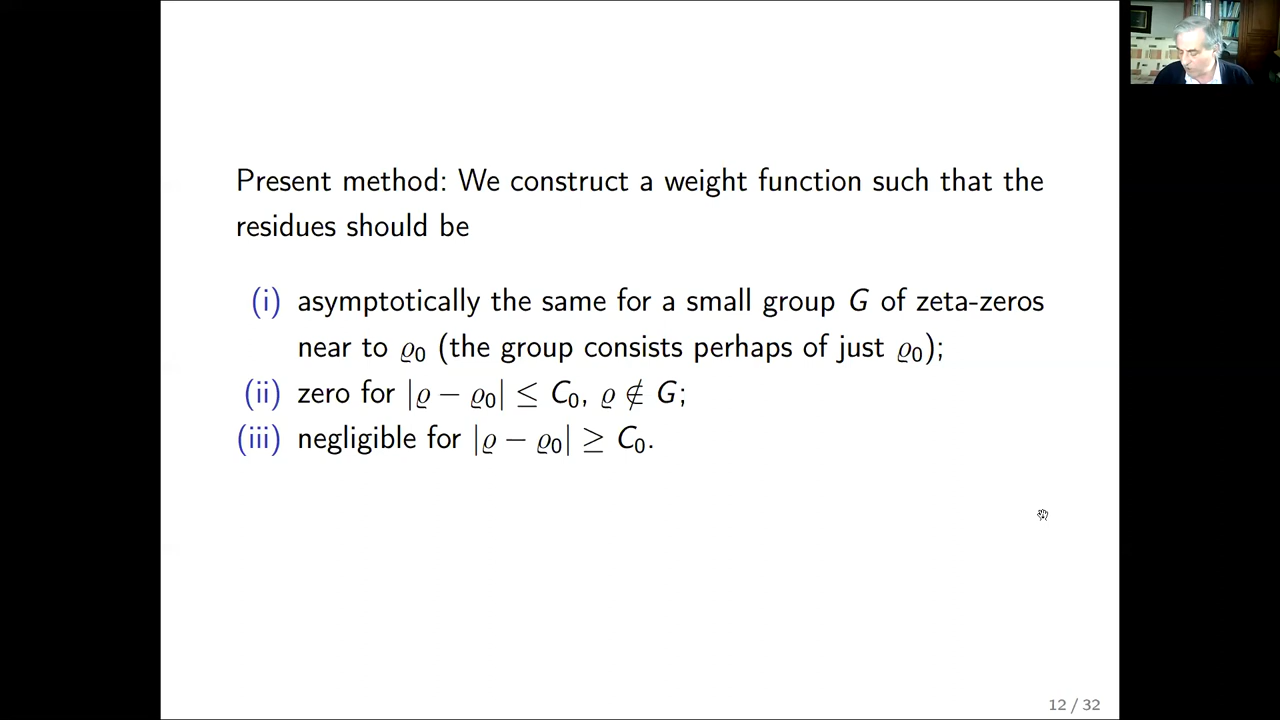 Present method: We construct a weight function such that the
residues should be
(i) asymptotically the same for a small group G of zeta-zeros
near to ϱ₀ (the group consists perhaps of just ϱ₀);
(ii) zero for |ϱ − ϱ₀| ≤ C₀, ϱ ∉ G;
(iii) negligible for |ϱ − ϱ₀| ≥ C₀.
12 / 32